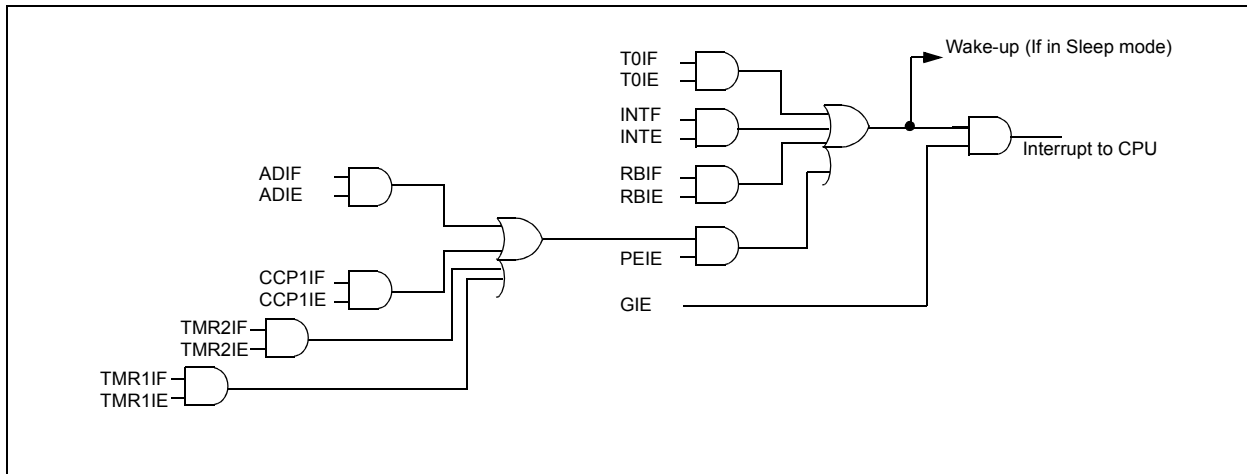 Wake-up (If in Sleep mode)
T0IF
T0IE
INTF
INTE
Interrupt to CPU
RBIF
RBIE
ADIF
ADIE
PEIE
CCP1IF
CCP1IE
GIE
TMR2IF
TMR2IE
TMR1IF
TMR1IE